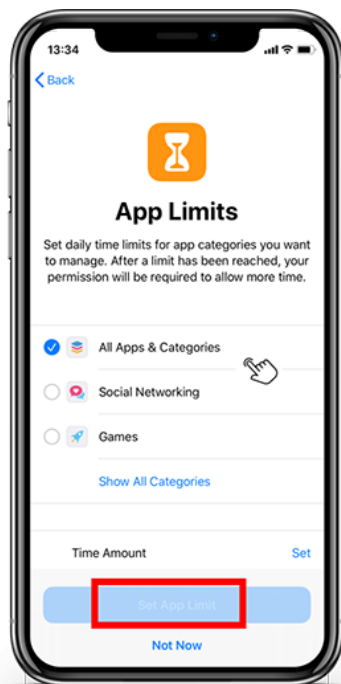 13:34
Back
App Limits
Set daily time limits for app categories you want
to manage. After a limit has been reached, your
permission will be required to allow more time.
All Apps & Categories
Social Networking
Games
Show All Categories
Time Amount Set
Set App Limit
Not Now